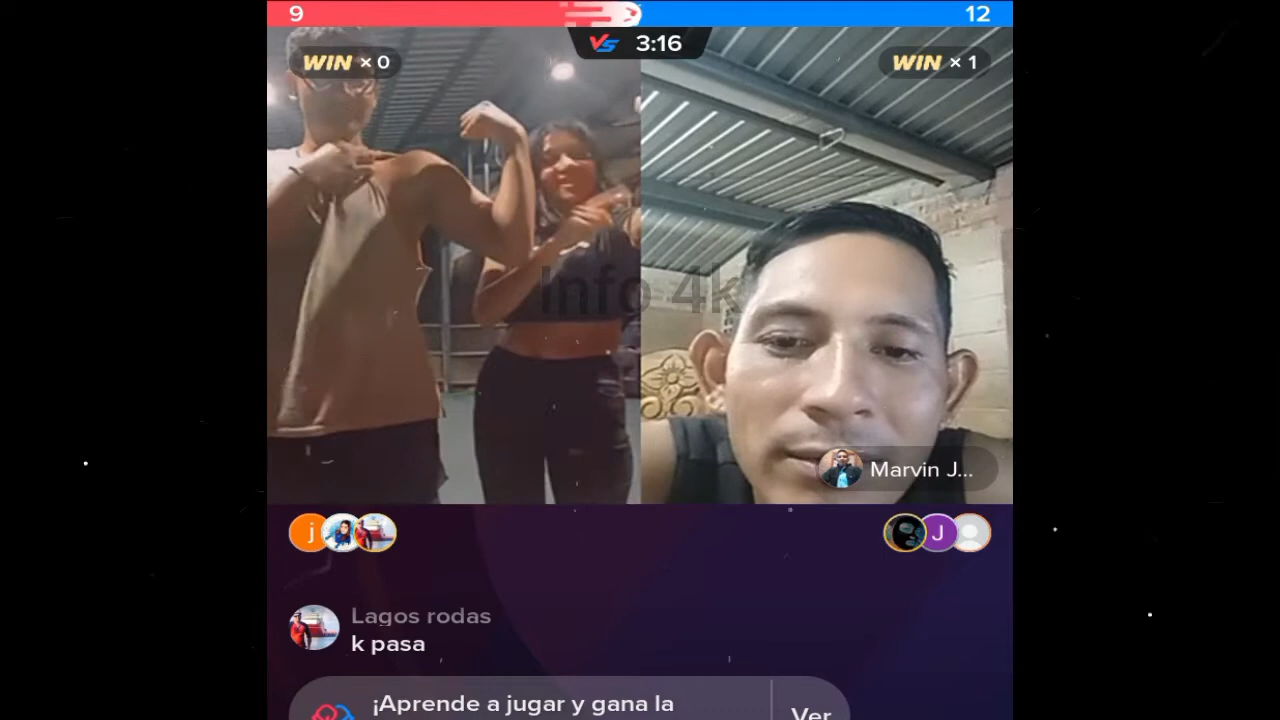 9
12
VS 3:16
WIN × 0
WIN × 1
Info 4k
Marvin J...
j
J
Lagos rodas
k pasa
¡Aprende a jugar y gana la
Ver